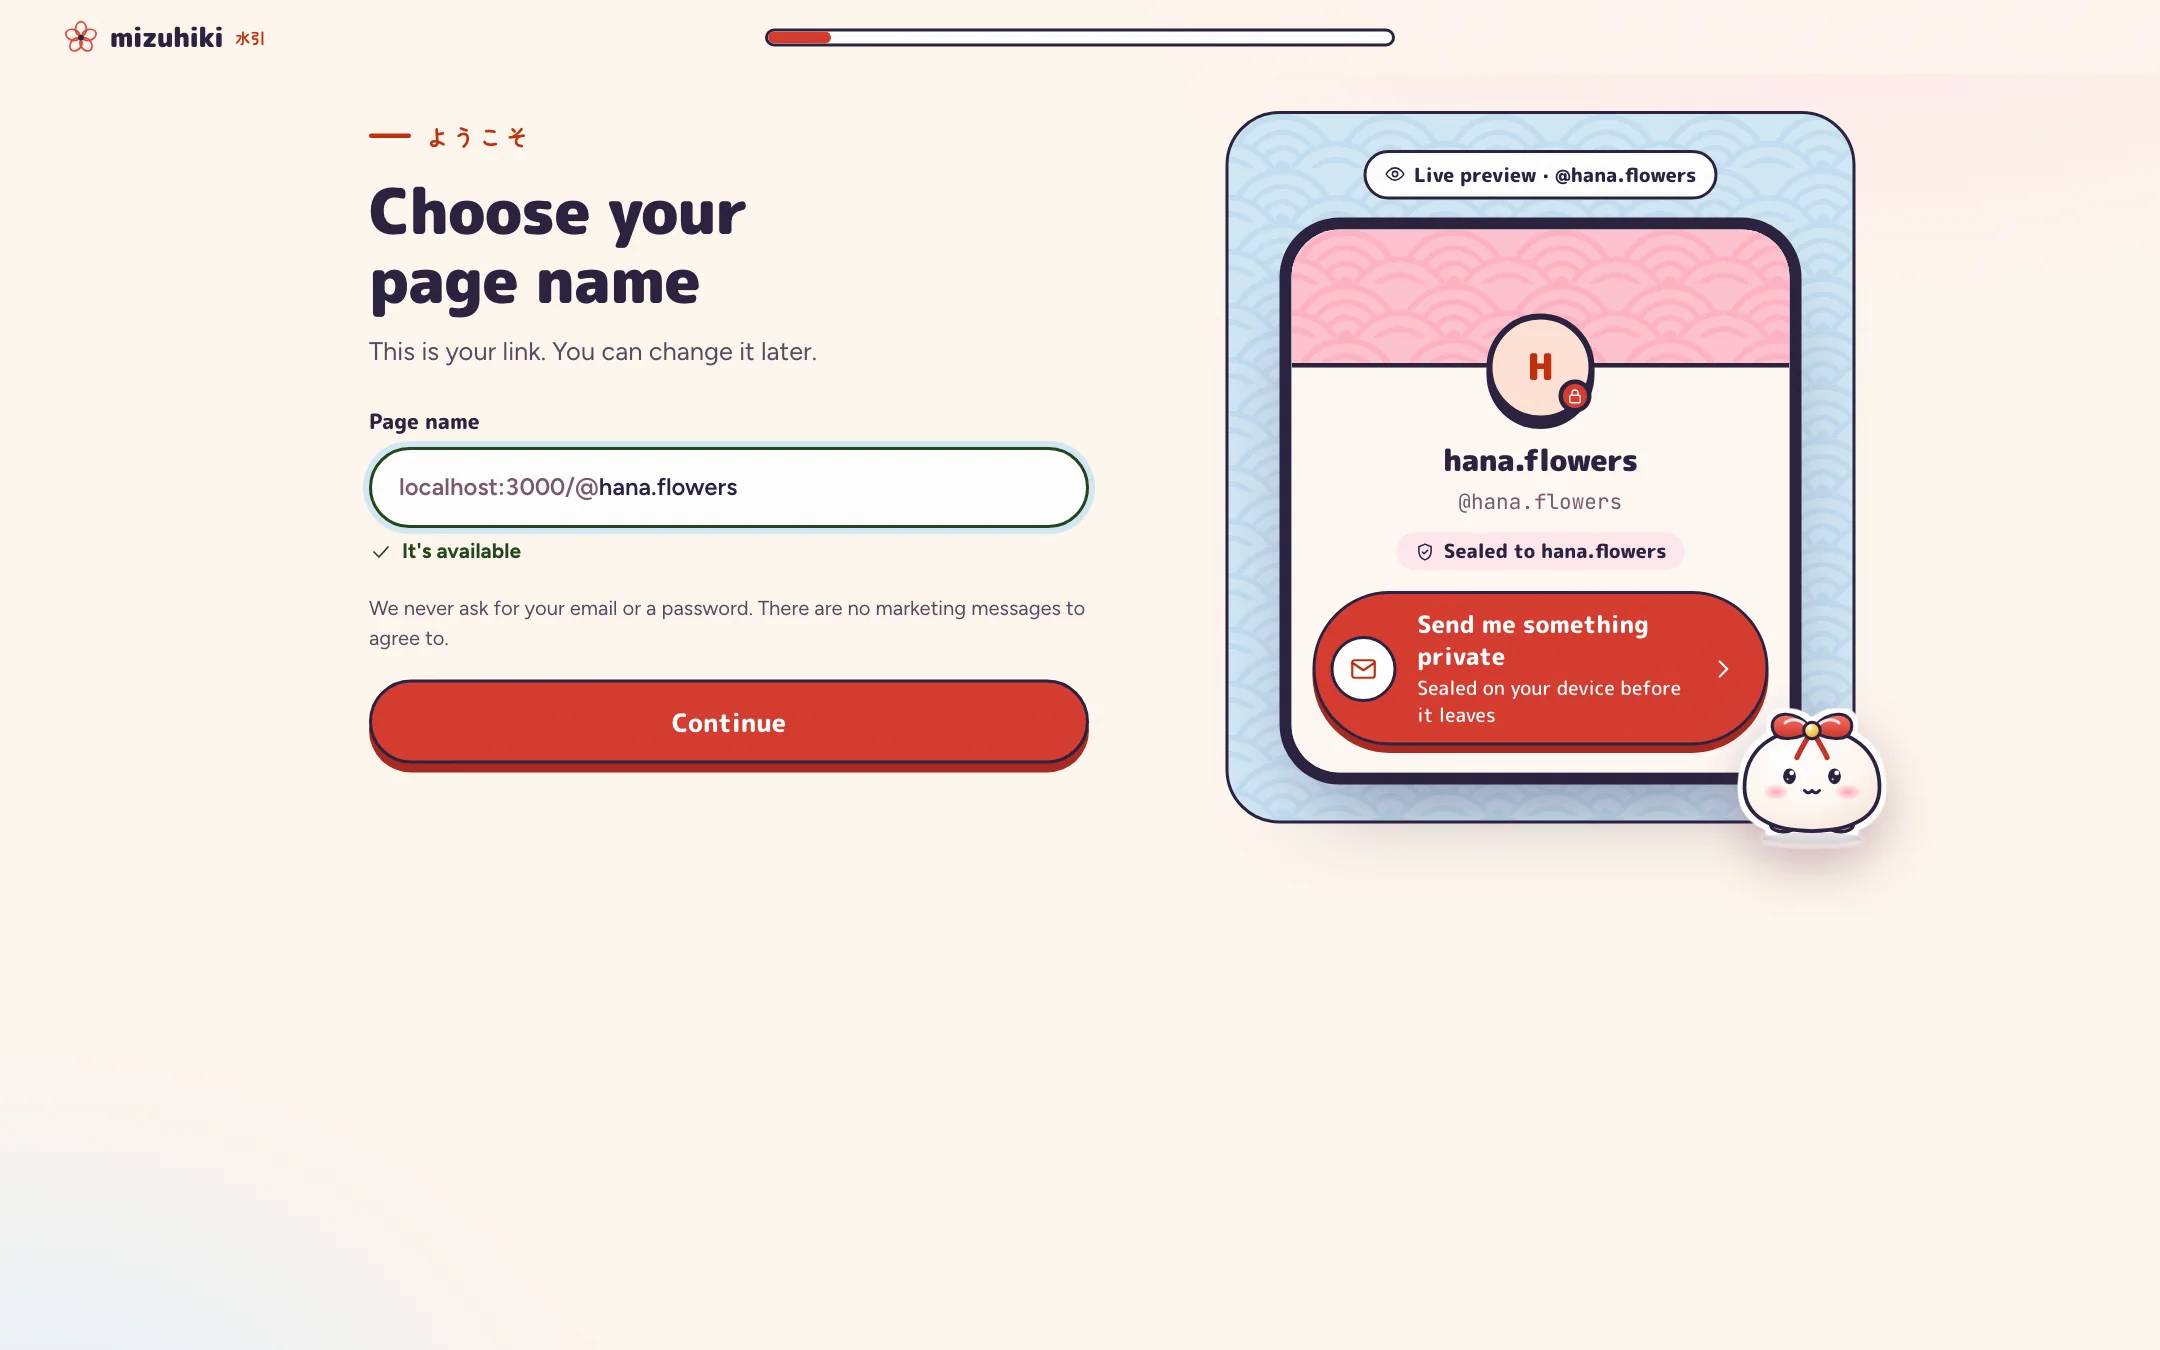 mizuhiki 水引
ようこそ
Choose your
page name
This is your link. You can change it later.
Page name
localhost:3000/@hana.flowers
It's available
We never ask for your email or a password. There are no marketing messages to
agree to.
Continue
Live preview · @hana.flowers
H
hana.flowers
@hana.flowers
Sealed to hana.flowers
Send me something
private
Sealed on your device before
it leaves